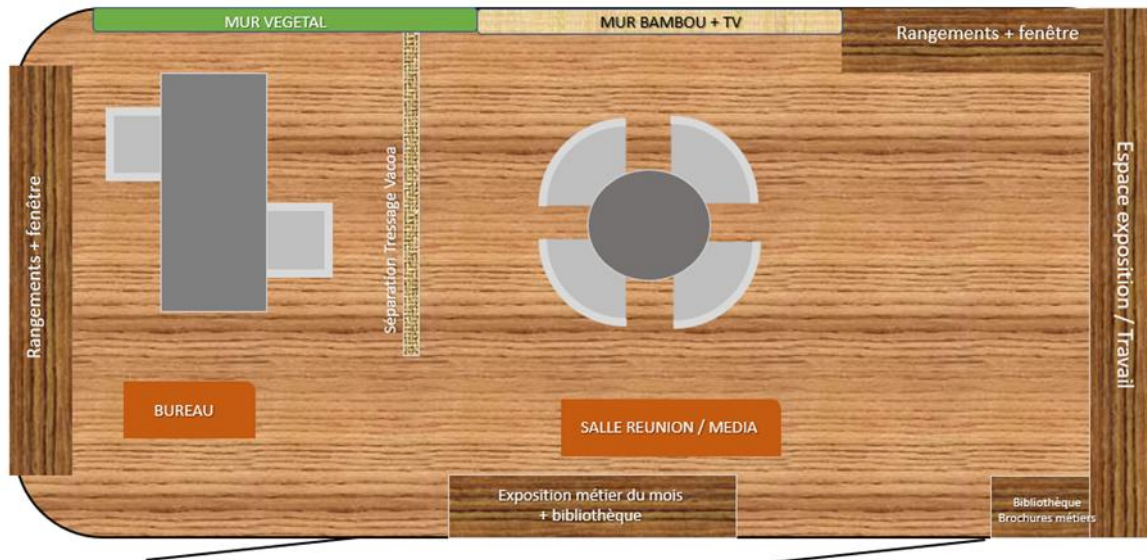 MUR VEGETAL
MUR BAMBOU + TV
Rangements + fenêtre
Rangements + fenêtre
Séparation Tressage Vacoa
Espace exposition / Travail
BUREAU
SALLE REUNION / MEDIA
Exposition métier du mois
+ bibliothèque
Bibliothèque
Brochures métiers